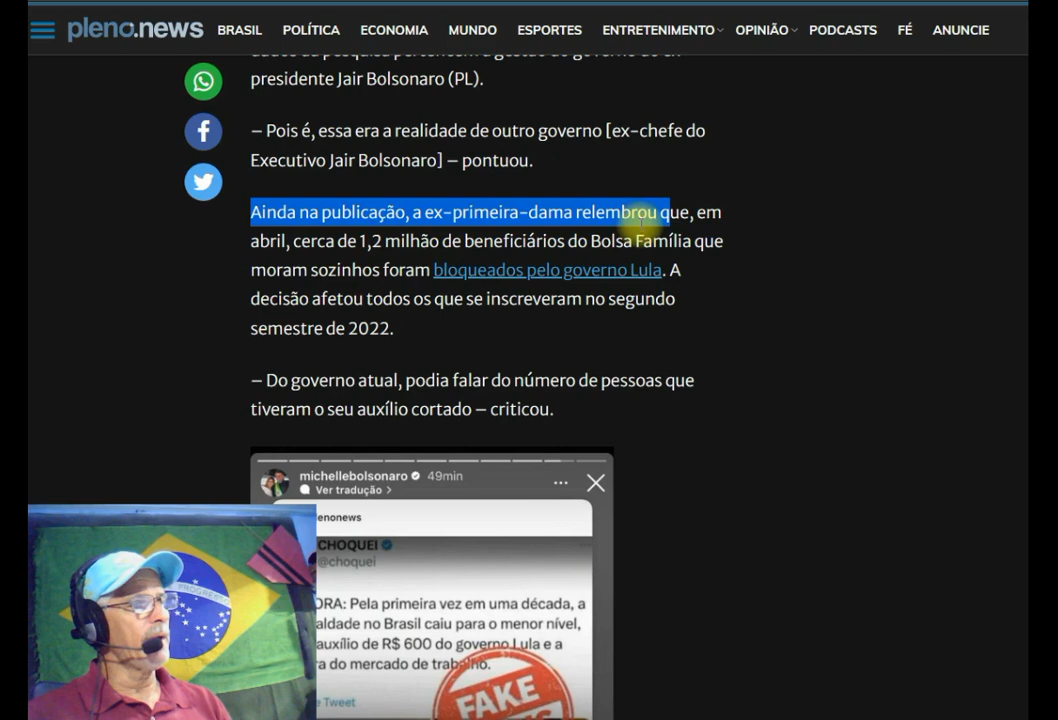 pleno.news
BRASIL POLÍTICA ECONOMIA MUNDO ESPORTES ENTRETENIMENTO OPINIÃO PODCASTS FÉ ANUNCIE
presidente Jair Bolsonaro (PL).
– Pois é, essa era a realidade de outro governo [ex-chefe do
Executivo Jair Bolsonaro] – pontuou.
Ainda na publicação, a ex-primeira-dama relembrou que, em
abril, cerca de 1,2 milhão de beneficiários do Bolsa Família que
moram sozinhos foram bloqueados pelo governo Lula. A
decisão afetou todos os que se inscreveram no segundo
semestre de 2022.
– Do governo atual, podia falar do número de pessoas que
tiveram o seu auxílio cortado – criticou.
michellebolsonaro 49min
Ver tradução >
enonews
CHOQUEI
@choquei
ORA: Pela primeira vez em uma década, a
aldade no Brasil caiu para o menor nível,
auxílio de R$ 600 do governo Lula e a
a do mercado de trabalho.
e Tweet
FAKE
PROGRESSO